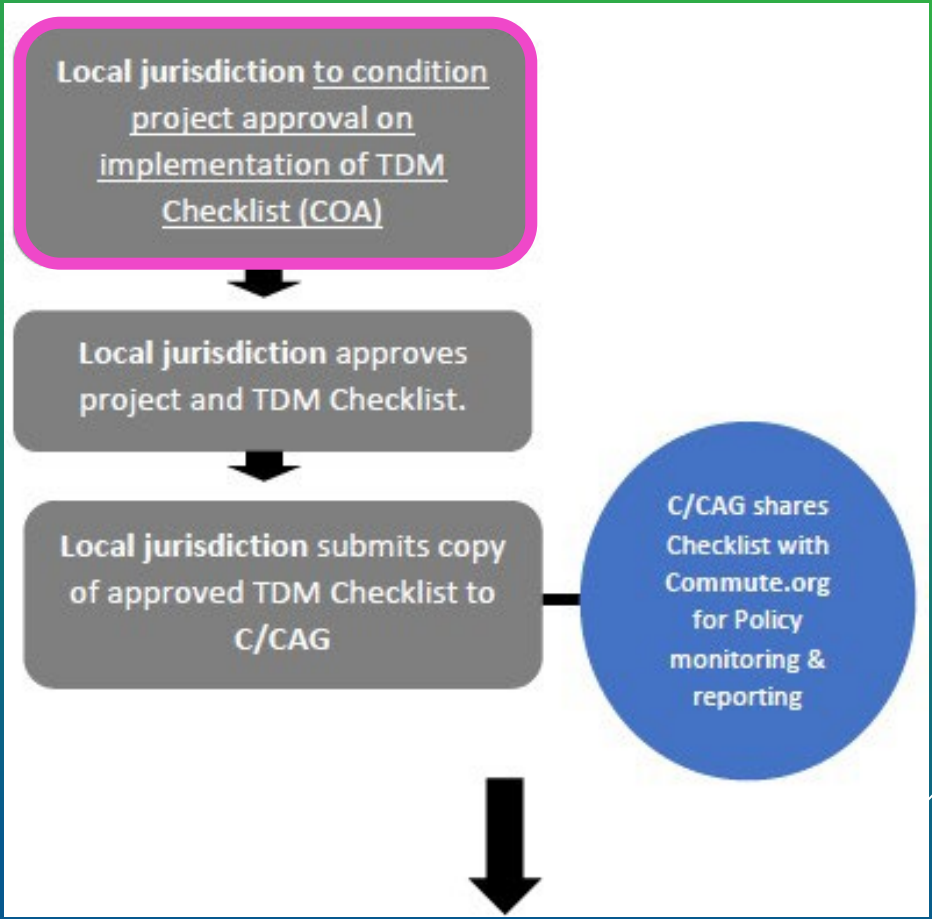 Local jurisdiction to condition
project approval on
implementation of TDM
Checklist (COA)
Local jurisdiction approves
project and TDM Checklist.
Local jurisdiction submits copy
of approved TDM Checklist to
C/CAG
C/CAG shares
Checklist with
Commute.org
for Policy
monitoring &
reporting